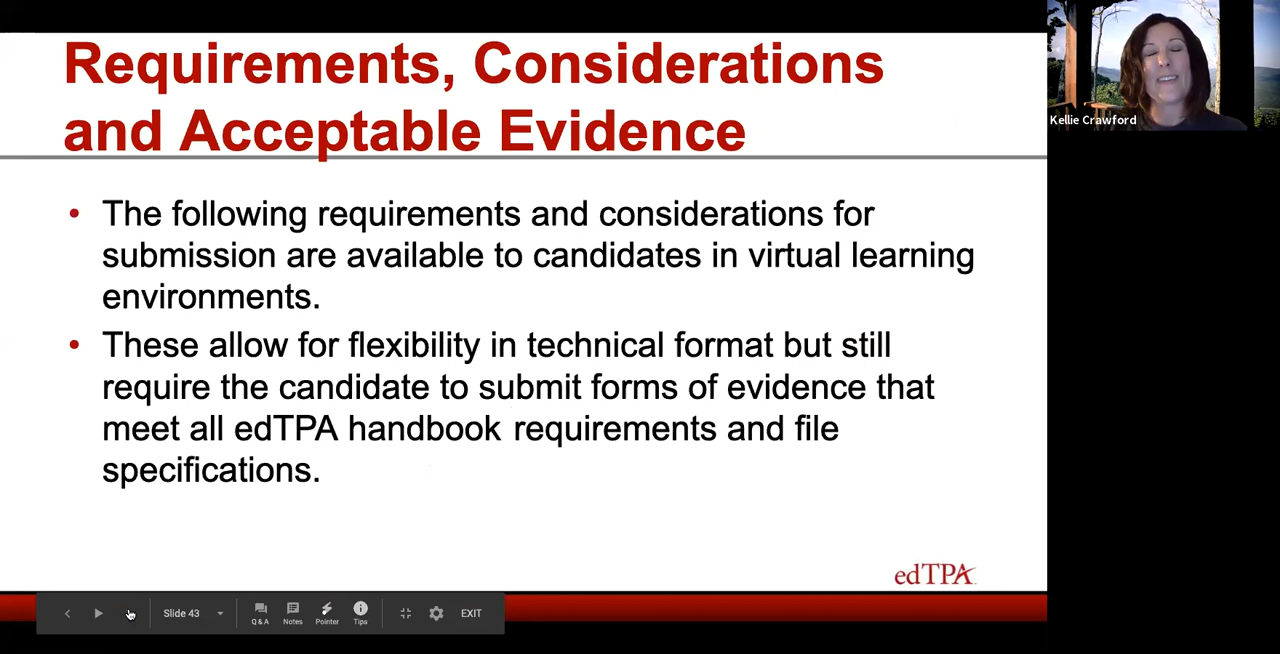 Requirements, Considerations
and Acceptable Evidence
Kellie Crawford
• The following requirements and considerations for
submission are available to candidates in virtual learning
environments.
• These allow for flexibility in technical format but still
require the candidate to submit forms of evidence that
meet all edTPA handbook requirements and file
specifications.
edTPA
Slide 43
Q & A
Notes
Pointer
Tips
EXIT